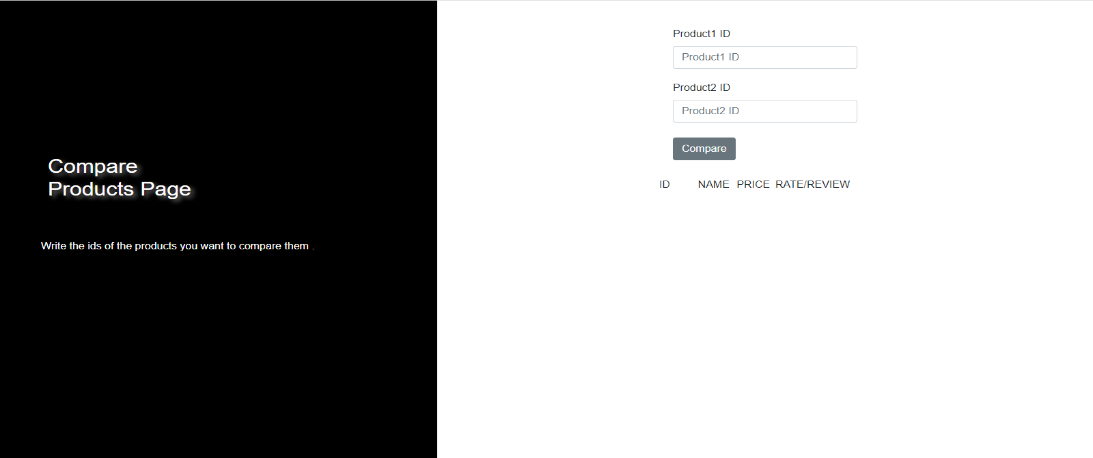 Compare
Products Page
Write the ids of the products you want to compare them
Product1 ID
Product1 ID
Product2 ID
Product2 ID
Compare
ID NAME PRICE RATE/REVIEW